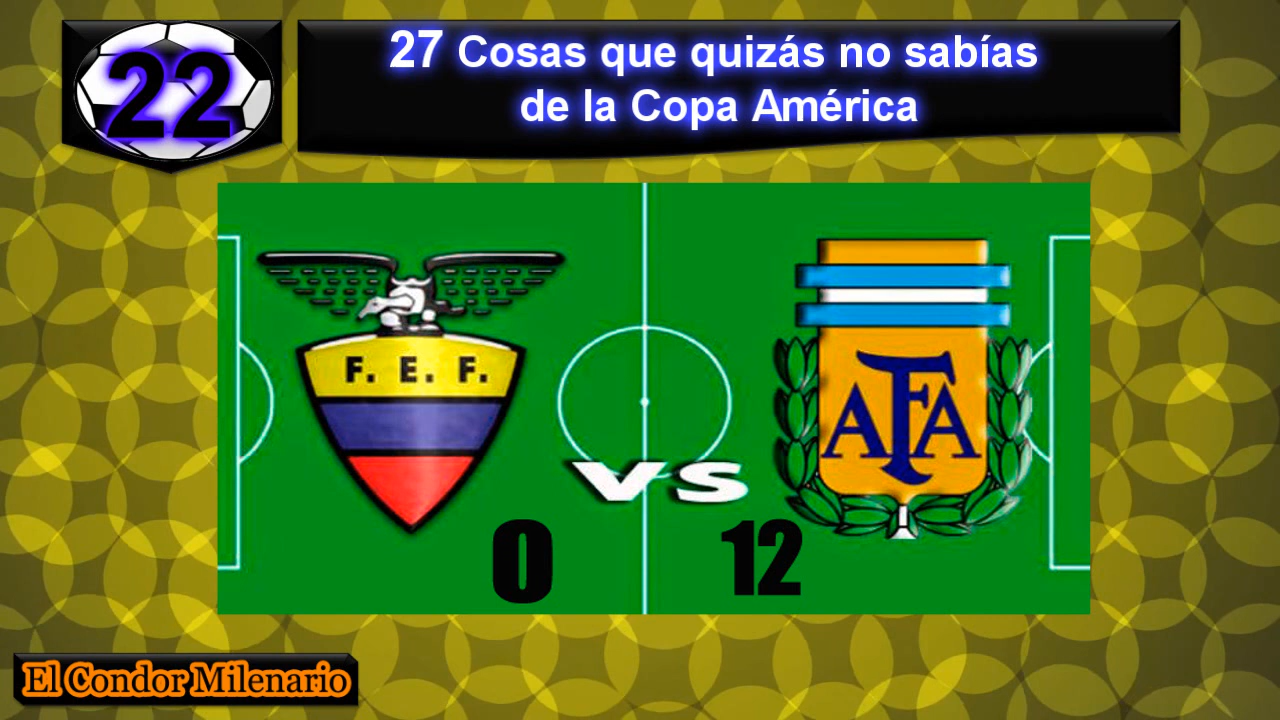 22
27 Cosas que quizás no sabías
de la Copa América
F. E. F.
AFA
vs
0
12
El Condor Milenario